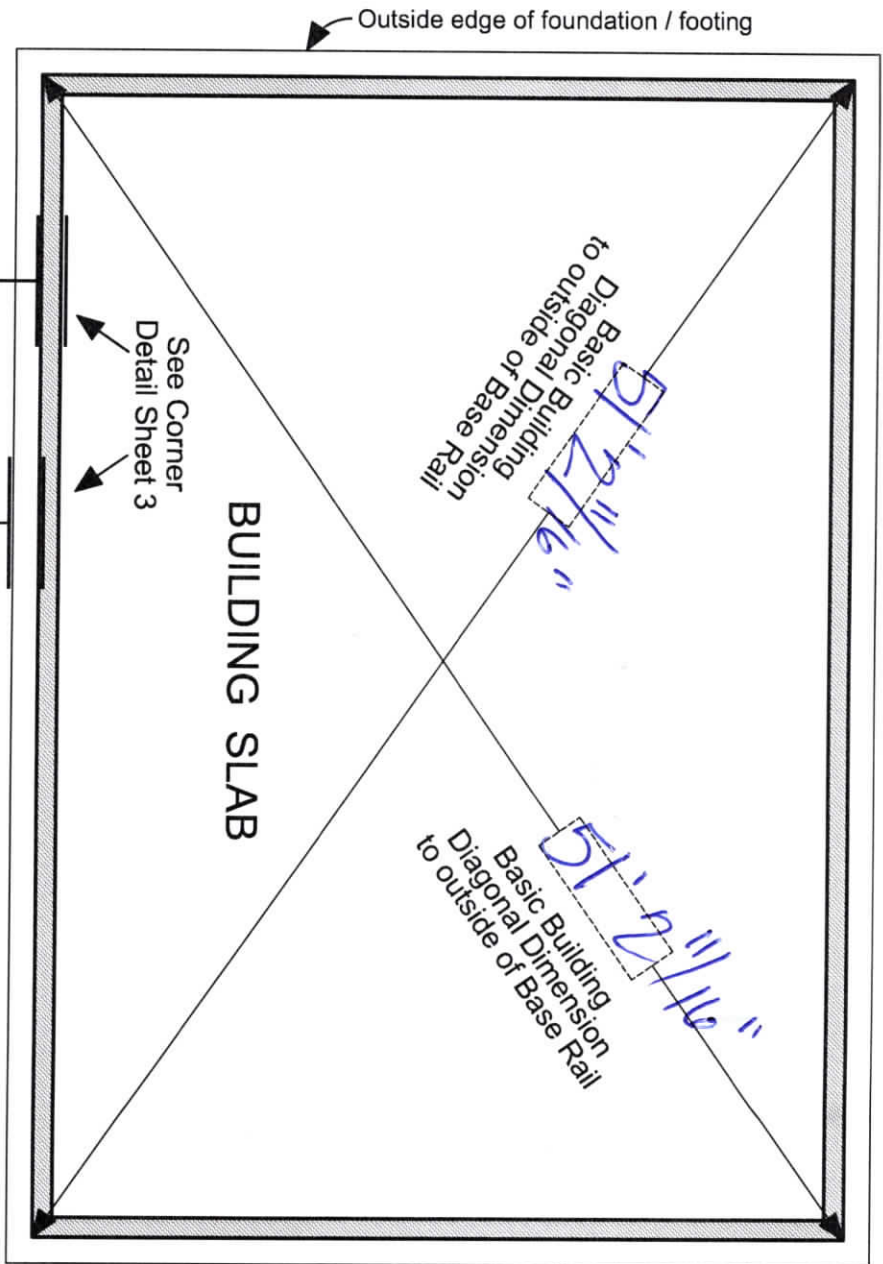 Outside edge of foundation / footing
Basic Building
Diagonal Dimension
to outside of Base Rail
51' 2 11/16"
See Corner
Detail Sheet 3
BUILDING SLAB
51' 2 11/16"
Basic Building
Diagonal Dimension
to outside of Base Rail